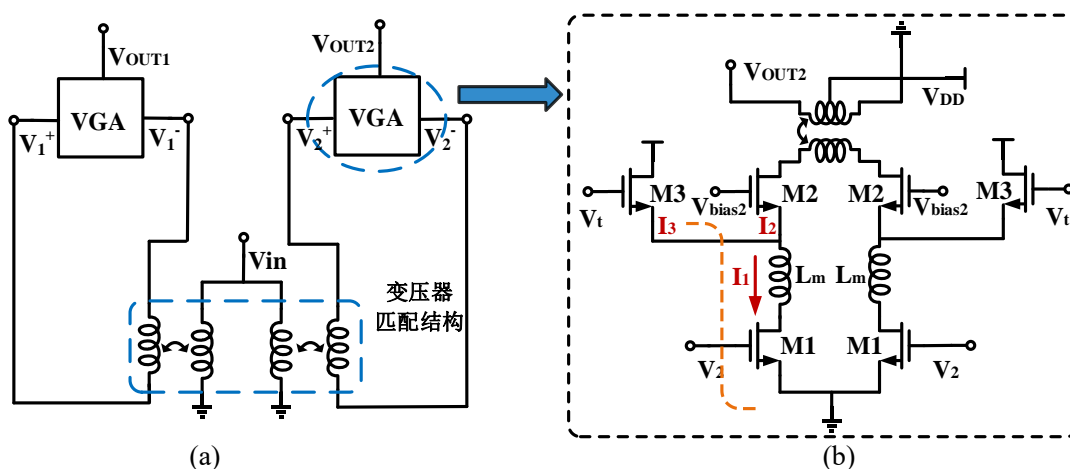 VOUT1
VGA
V1+
V1-
VOUT2
VGA
V2+
V2-
Vin
变压器
匹配结构
(a)
VOUT2
VDD
M3
M2
M2
M3
Vt
Vbias2
Vbias2
Vt
I3
I2
I1
Lm
Lm
M1
M1
V2
V2
(b)